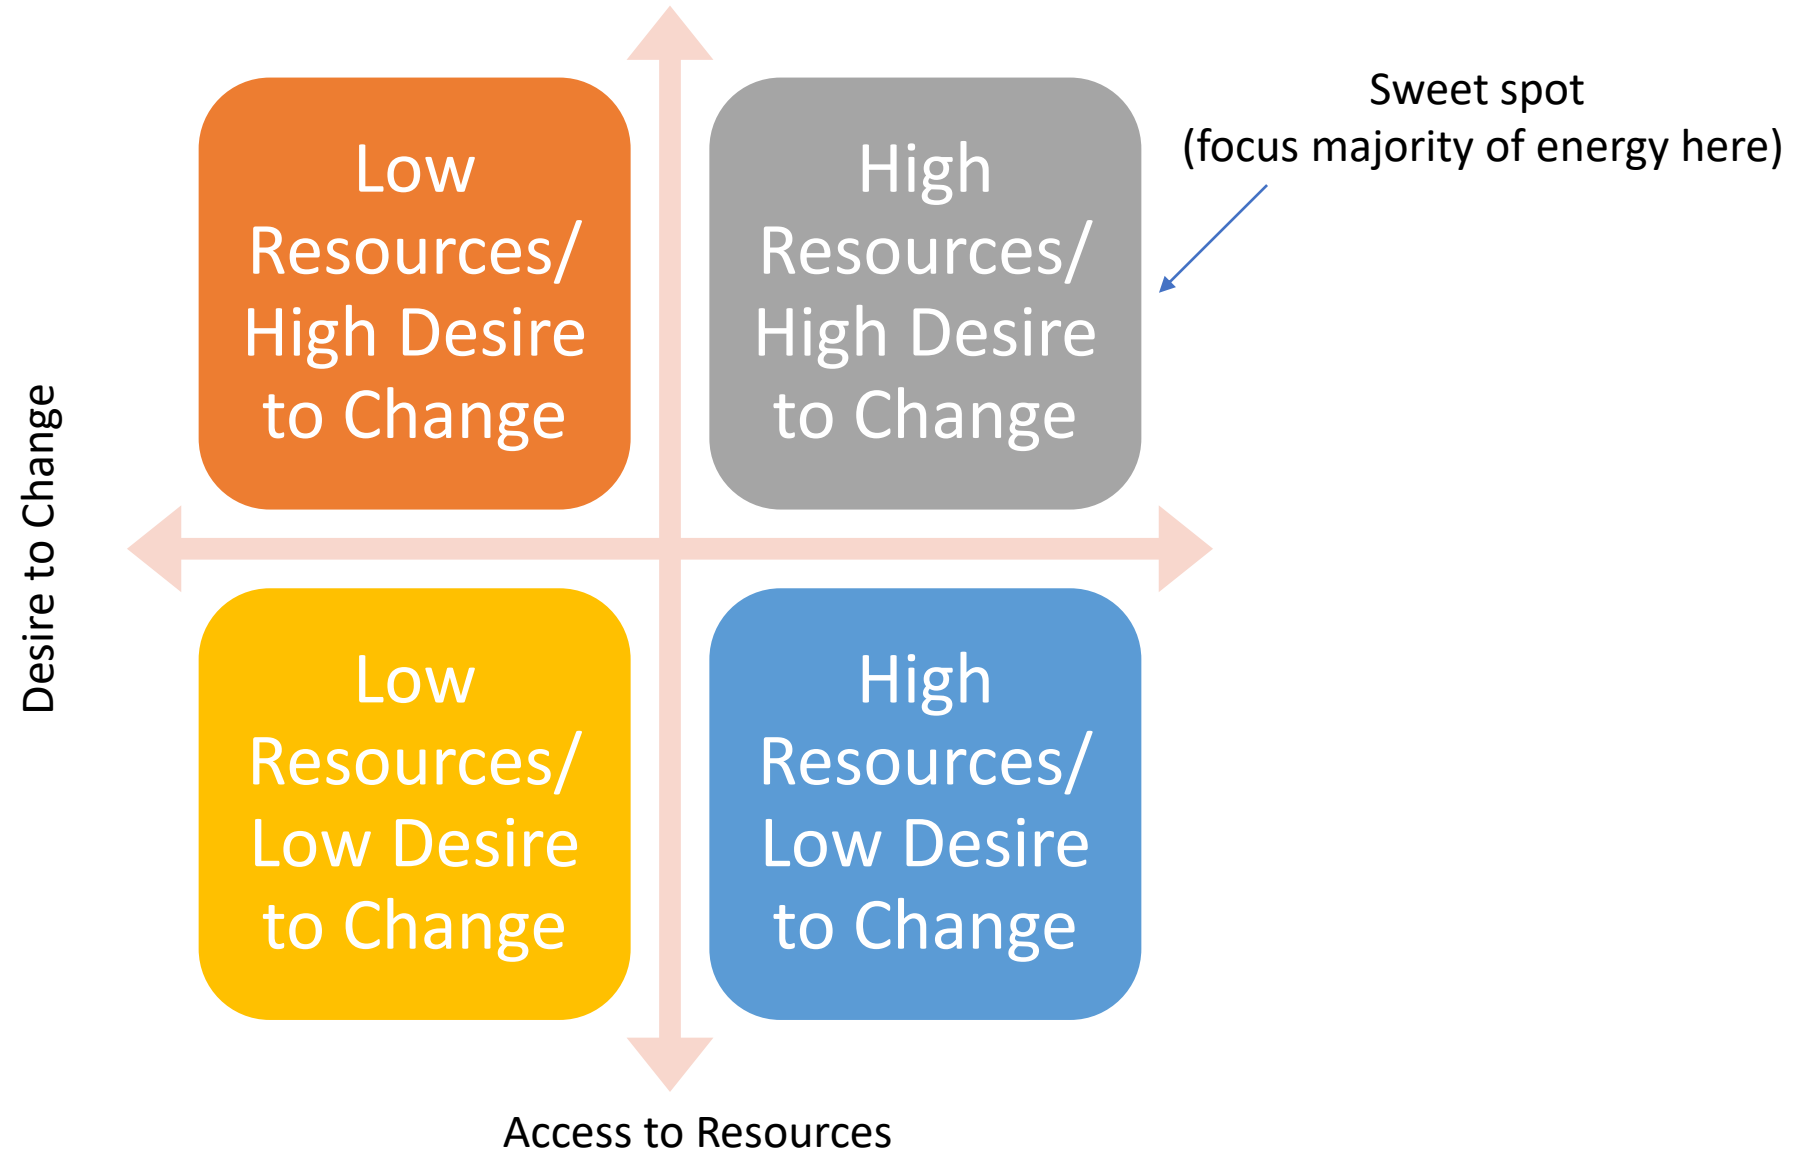 Sweet spot
(focus majority of energy here)
Low
Resources/
High Desire
to Change
High
Resources/
High Desire
to Change
Desire to Change
Low
Resources/
Low Desire
to Change
High
Resources/
Low Desire
to Change
Access to Resources